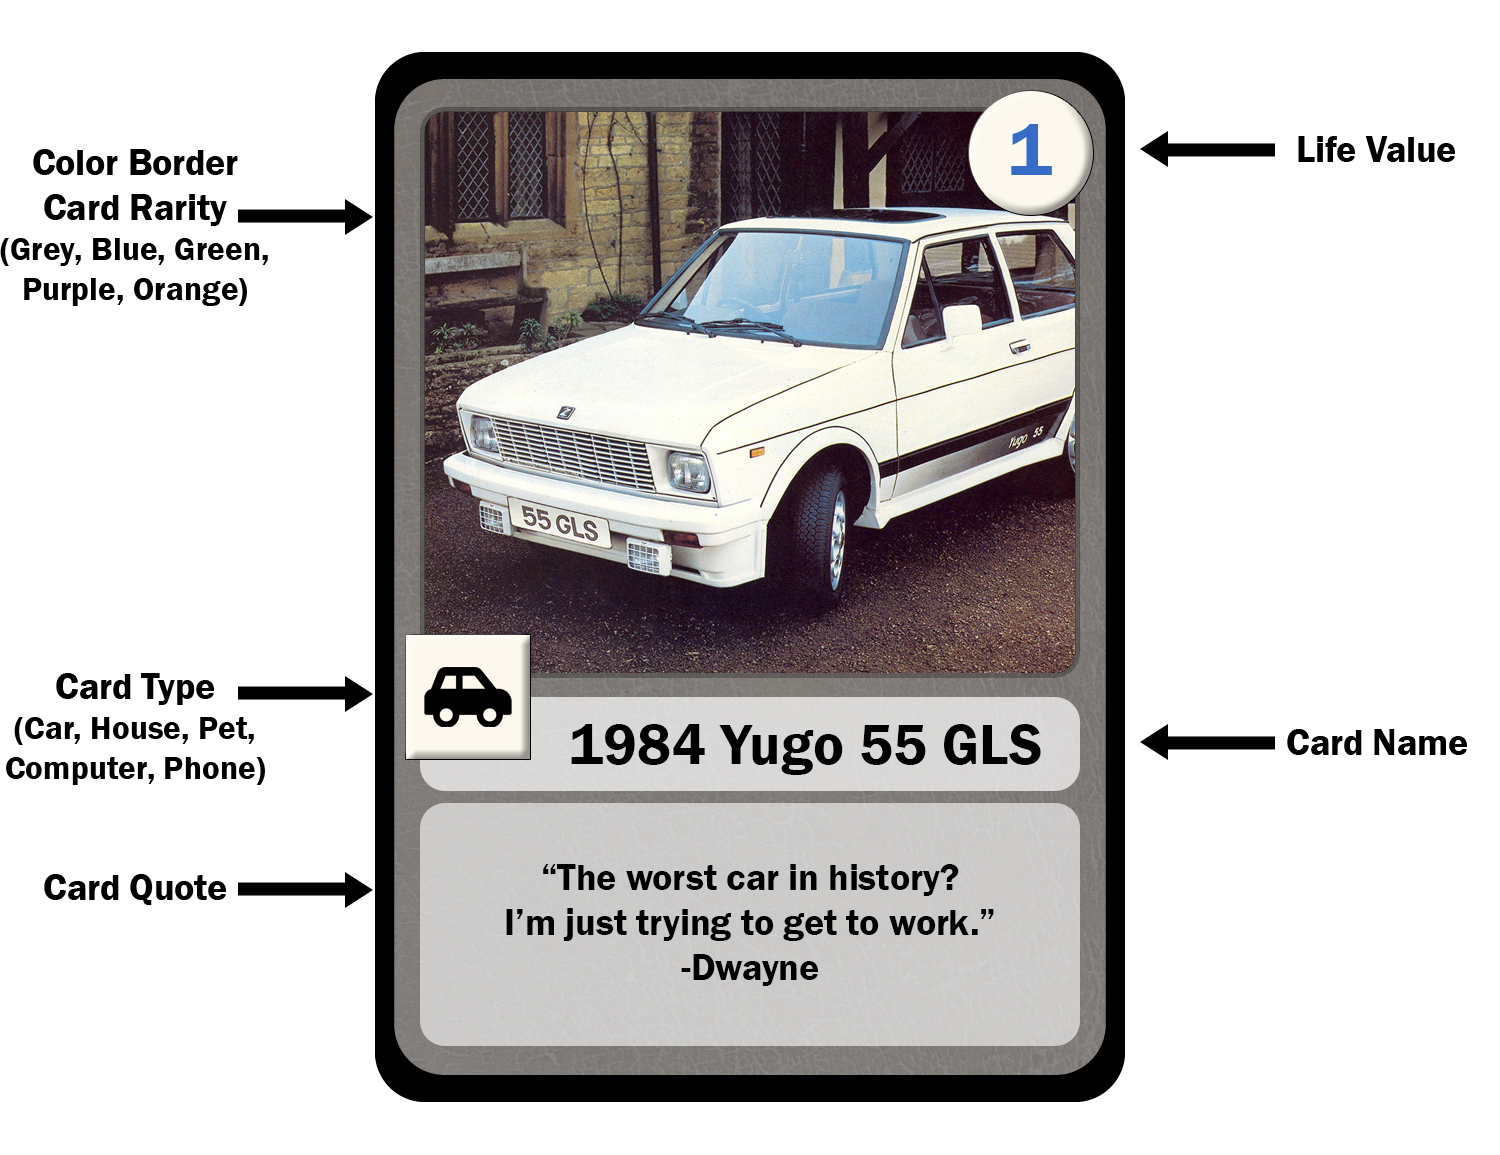 Color Border
Card Rarity
(Grey, Blue, Green,
Purple, Orange)
Card Type
(Car, House, Pet,
Computer, Phone)
Card Quote
1
Yugo 55
55 GLS
1984 Yugo 55 GLS
“The worst car in history?
I’m just trying to get to work.”
-Dwayne
Life Value
Card Name